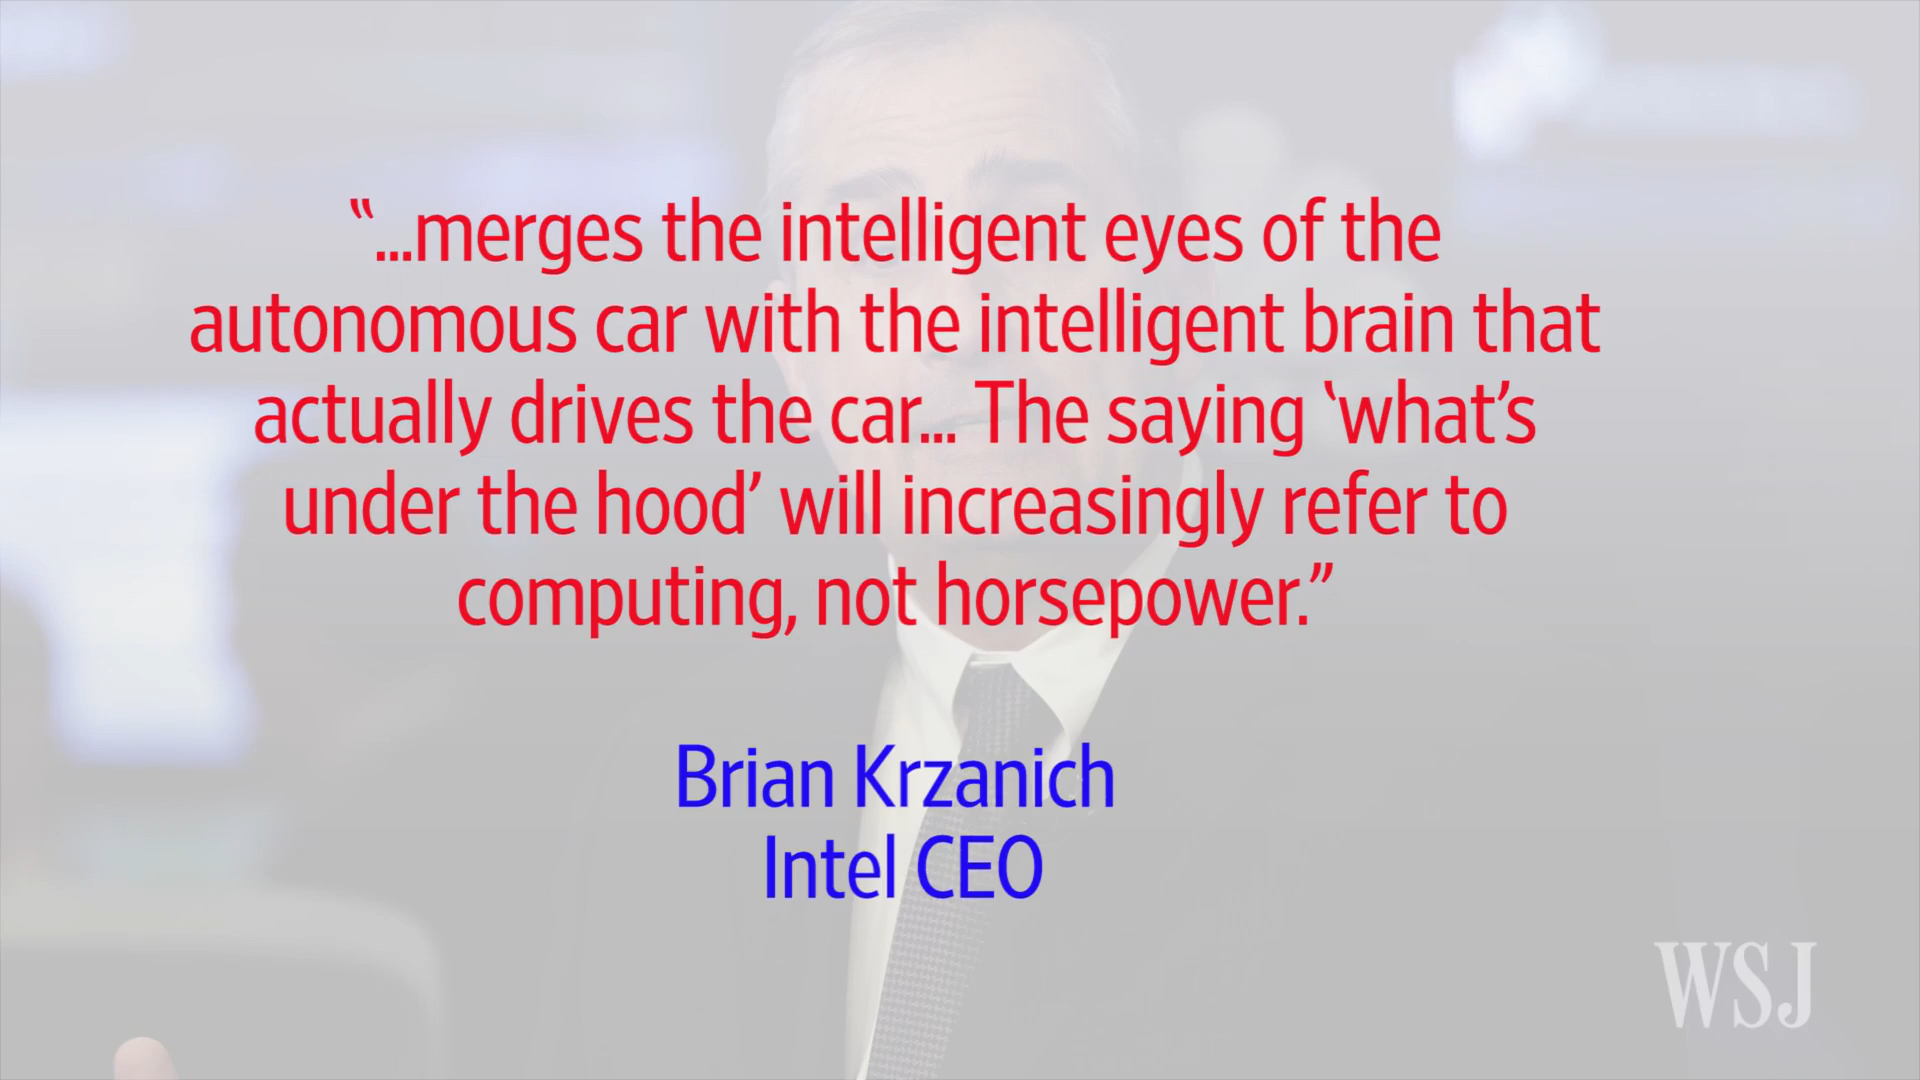 “...merges the intelligent eyes of the
autonomous car with the intelligent brain that
actually drives the car... The saying ‘what’s
under the hood’ will increasingly refer to
computing, not horsepower.”
Brian Krzanich
Intel CEO
WSJ